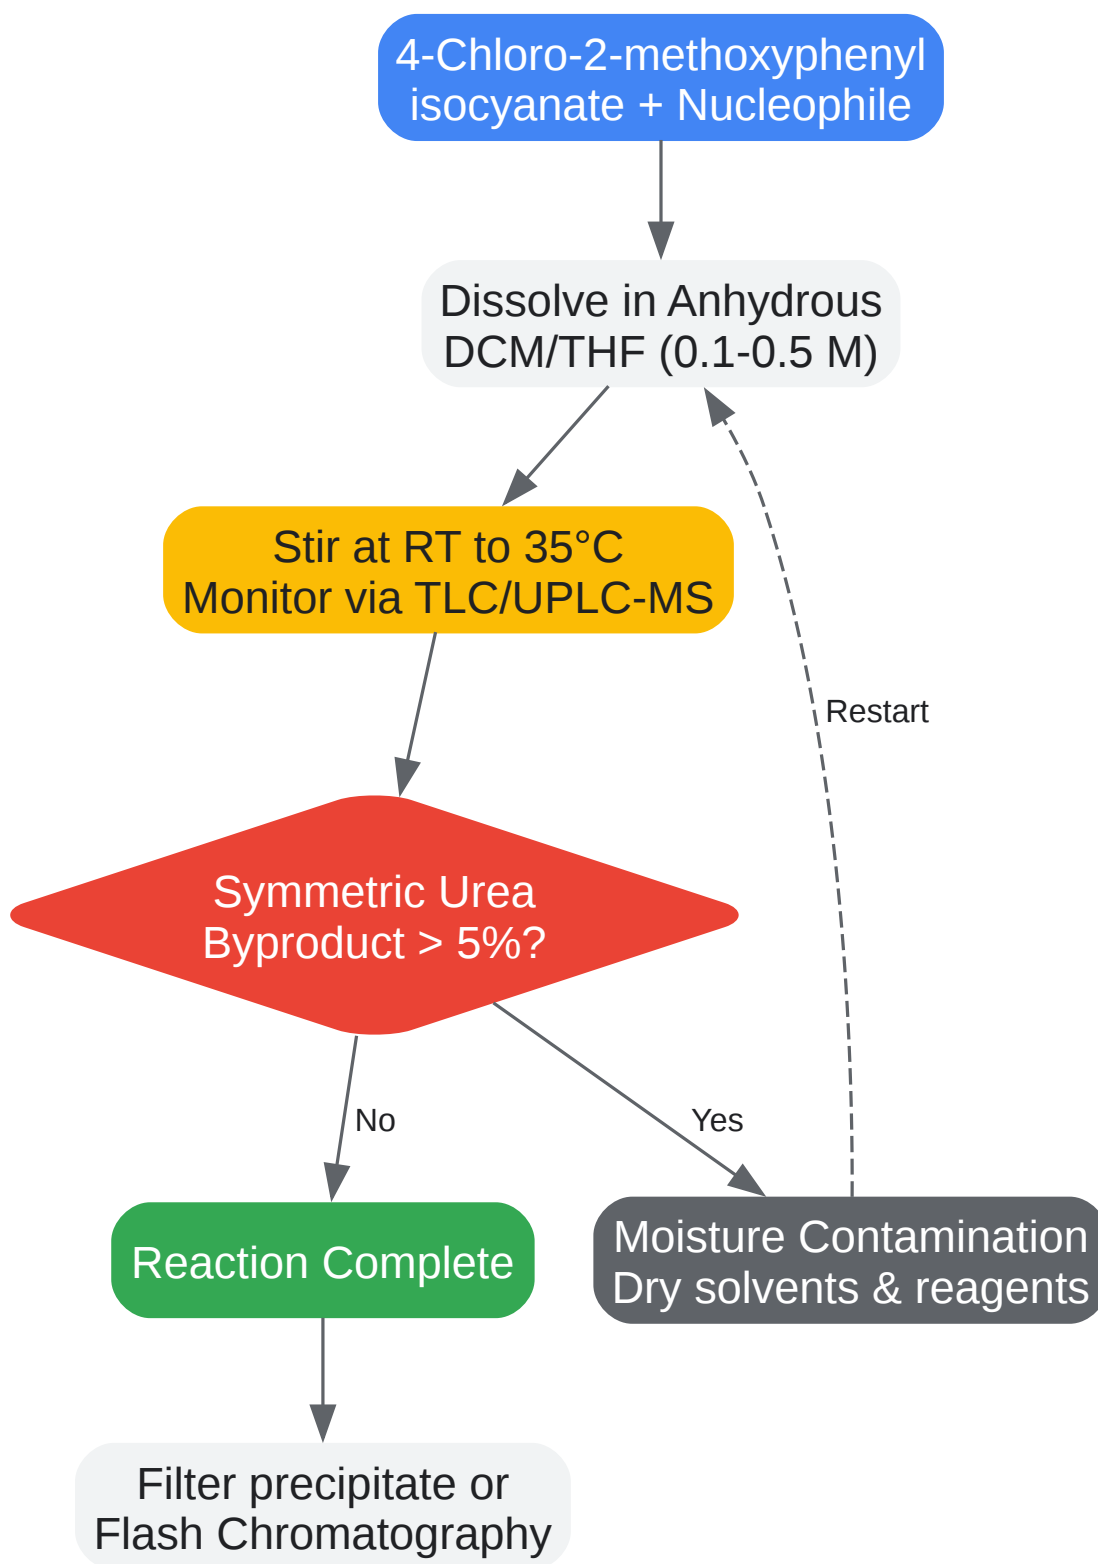 4-Chloro-2-methoxyphenyl
isocyanate + Nucleophile
Dissolve in Anhydrous
DCM/THF (0.1-0.5 M)
Stir at RT to 35°C
Monitor via TLC/UPLC-MS
Restart
Symmetric Urea
Byproduct > 5%?
No
Yes
Reaction Complete
Moisture Contamination
Dry solvents & reagents
Filter precipitate or
Flash Chromatography